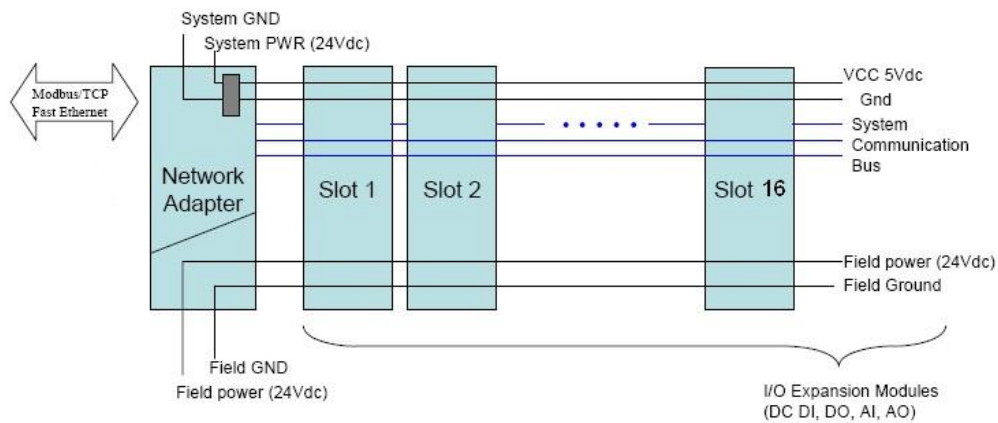 System GND
System PWR (24Vdc)
Modbus/TCP
Fast Ethernet
Network
Adapter
Slot 1
Slot 2
Slot 16
VCC 5Vdc
Gnd
System
Communication
Bus
Field power (24Vdc)
Field Ground
Field GND
Field power (24Vdc)
I/O Expansion Modules
(DC DI, DO, AI, AO)